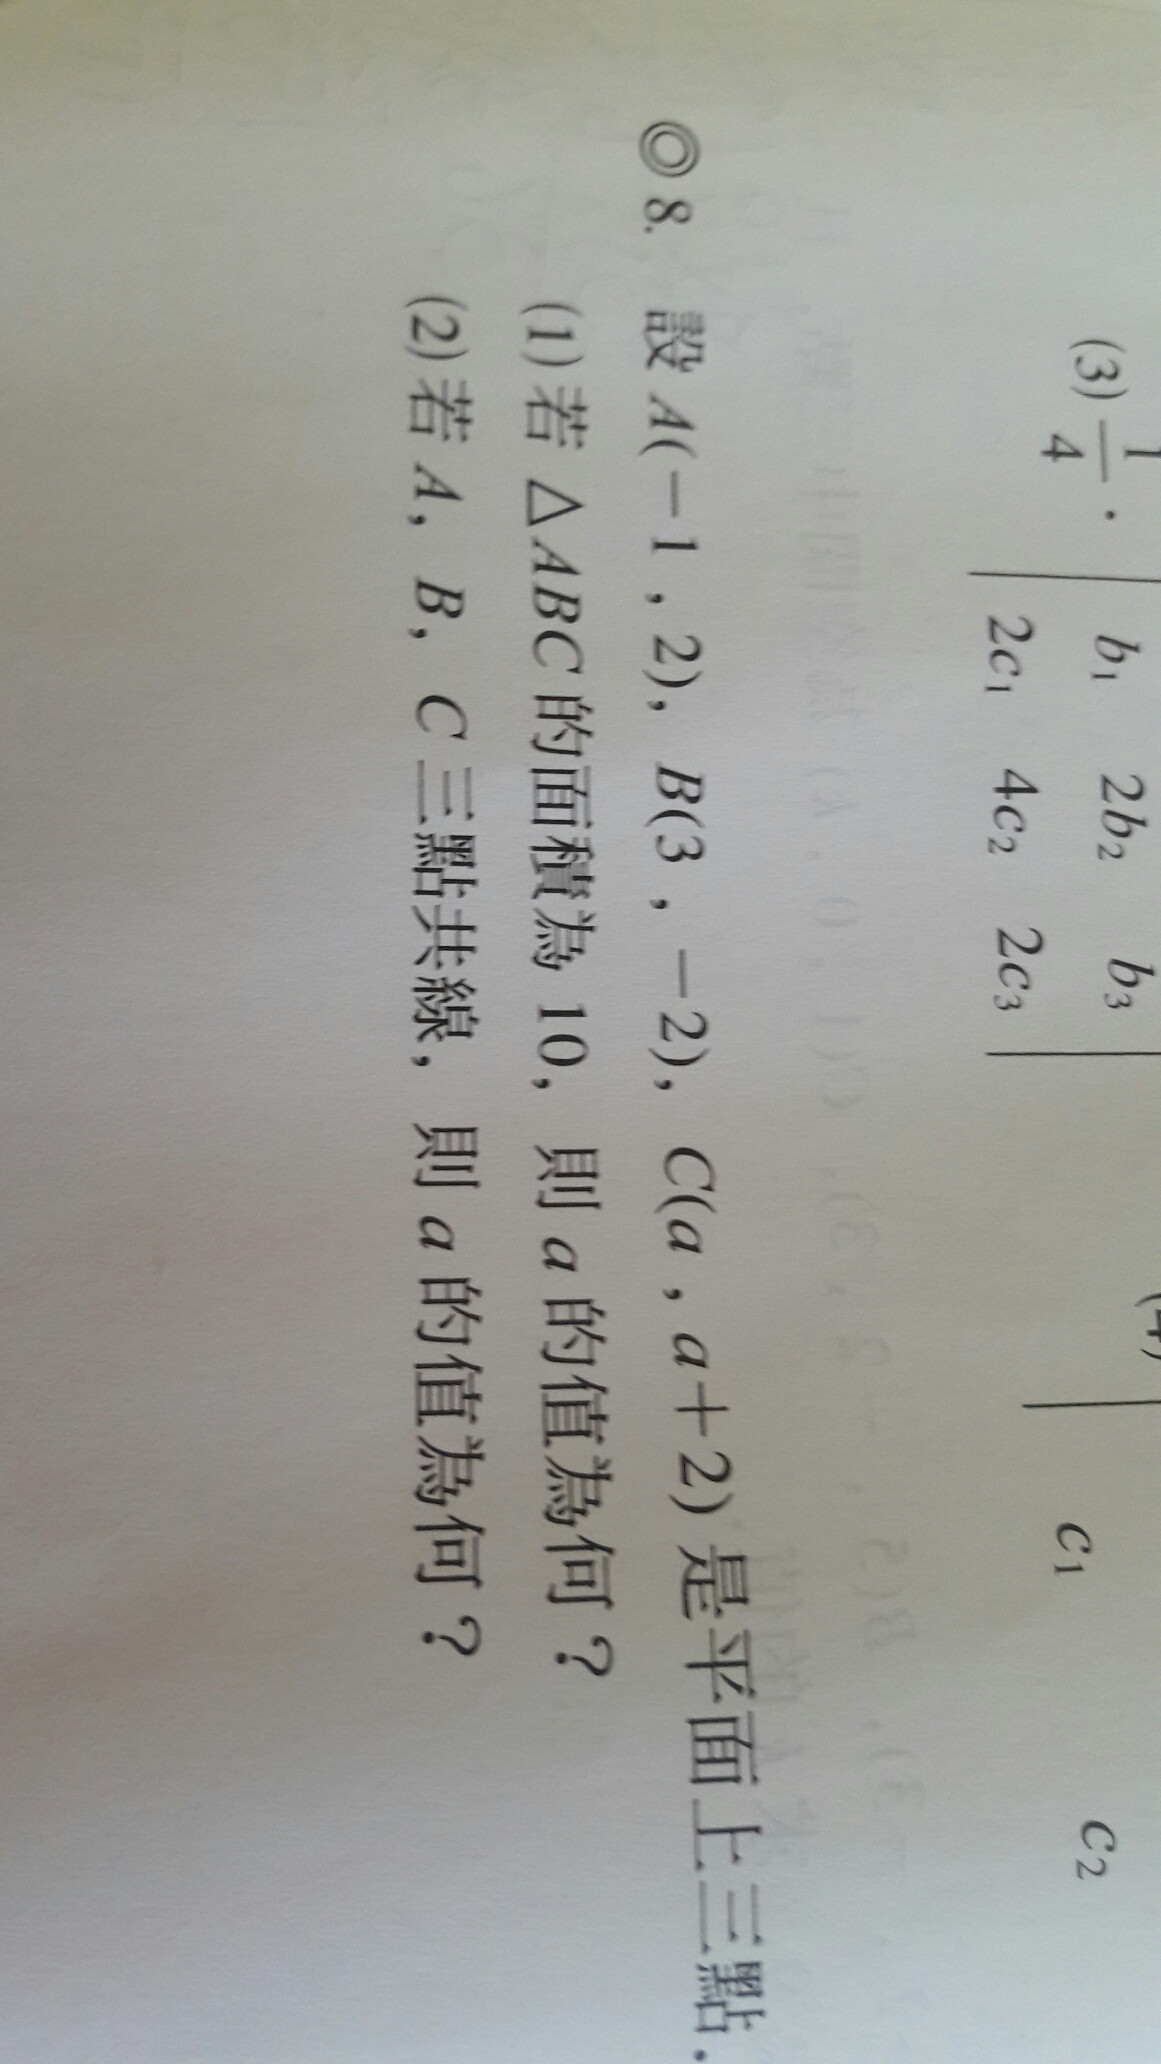 b₁ 2b₂ b₃
(3) 1/4 · | 2c₁ 4c₂ 2c₃ | c₁ c₂
◎ 8. 設 A(−1 , 2), B(3 , −2), C(a , a+2) 是平面上三點,
(1) 若 △ABC 的面積為 10, 則 a 的值為何?
(2) 若 A, B, C 三點共線, 則 a 的值為何?